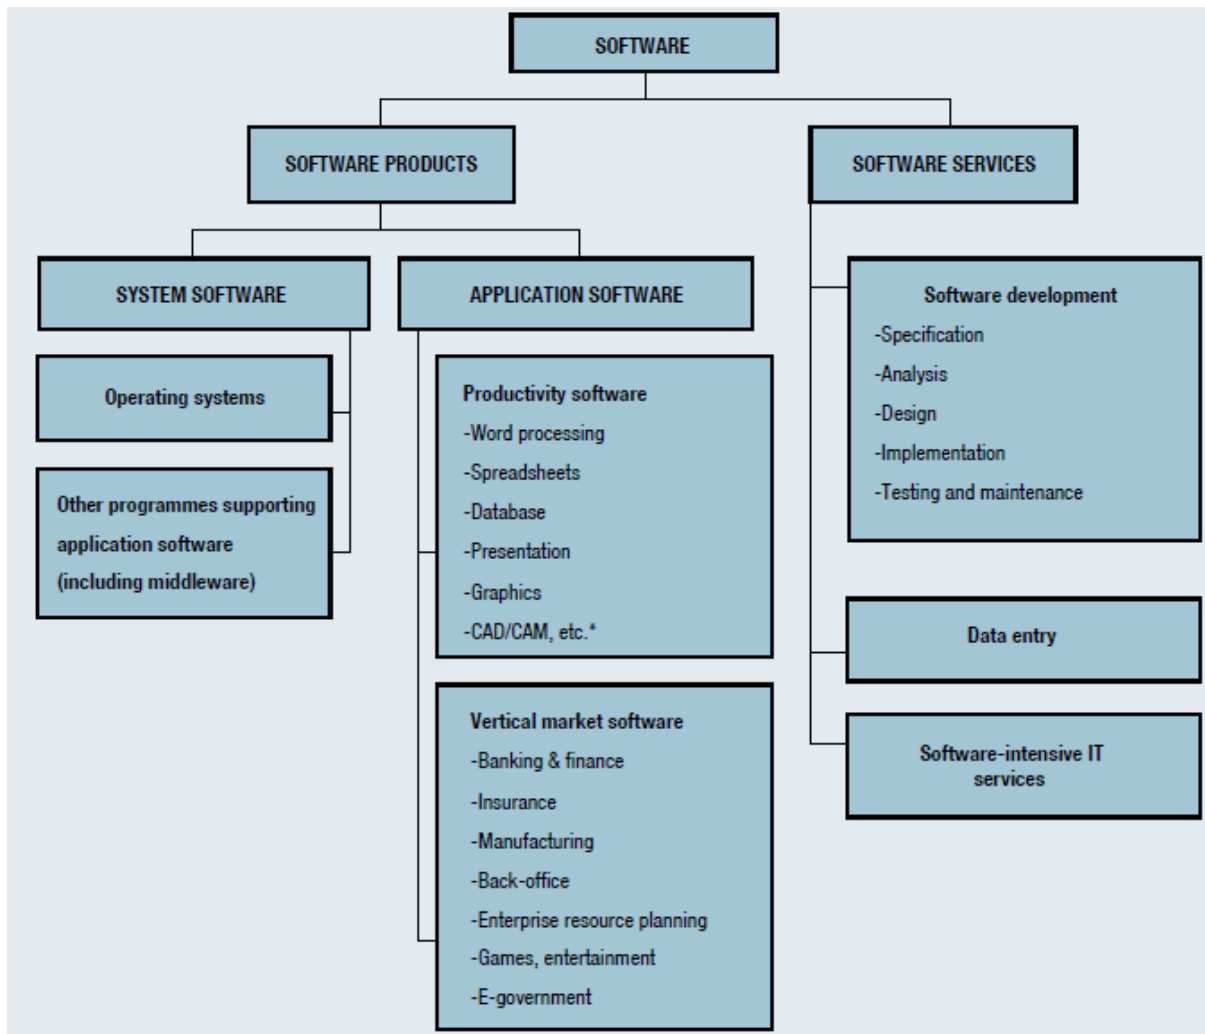 SOFTWARE
SOFTWARE PRODUCTS
SOFTWARE SERVICES
SYSTEM SOFTWARE
APPLICATION SOFTWARE
Operating systems
Other programmes supporting
application software
(including middleware)
Productivity software
-Word processing
-Spreadsheets
-Database
-Presentation
-Graphics
-CAD/CAM, etc.*
Vertical market software
-Banking & finance
-Insurance
-Manufacturing
-Back-office
-Enterprise resource planning
-Games, entertainment
-E-government
Software development
-Specification
-Analysis
-Design
-Implementation
-Testing and maintenance
Data entry
Software-intensive IT
services